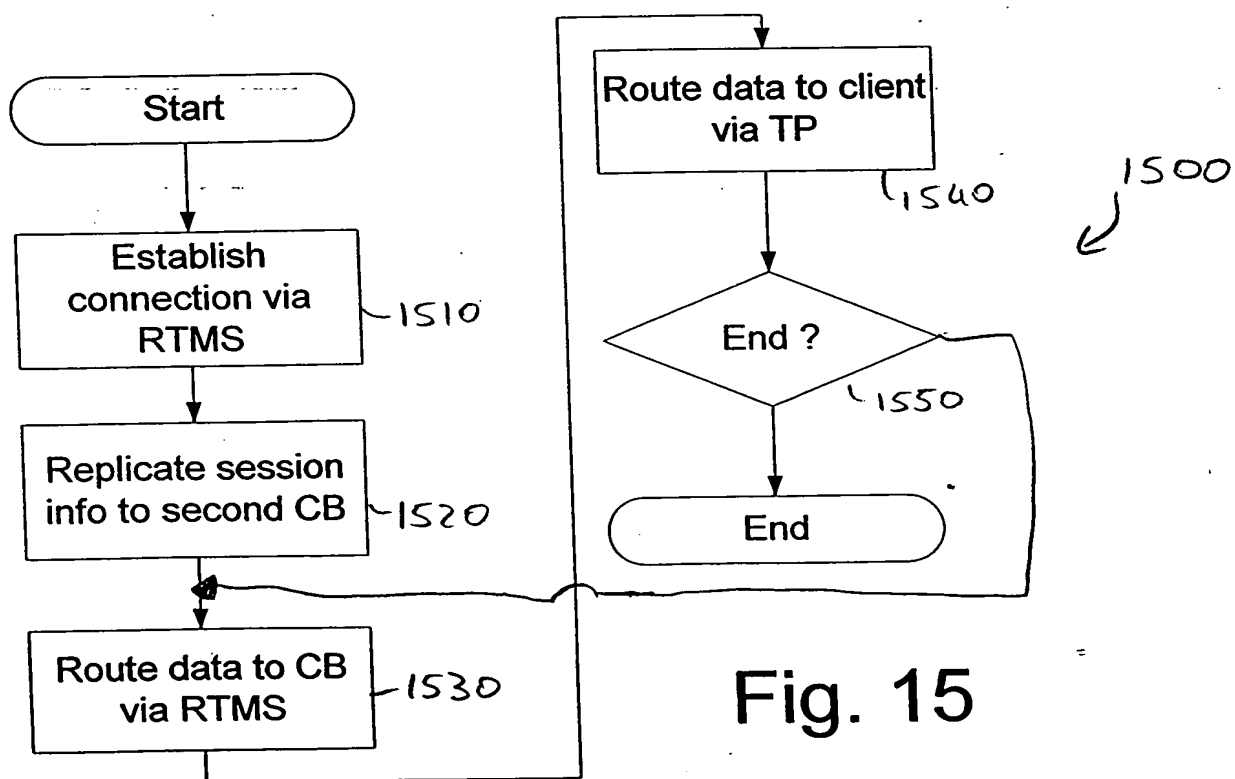 Start
Establish
connection via
RTMS
1510
Replicate session
info to second CB
1520
Route data to CB
via RTMS
1530
Route data to client
via TP
1540
End ?
1550
End
1500
Fig. 15